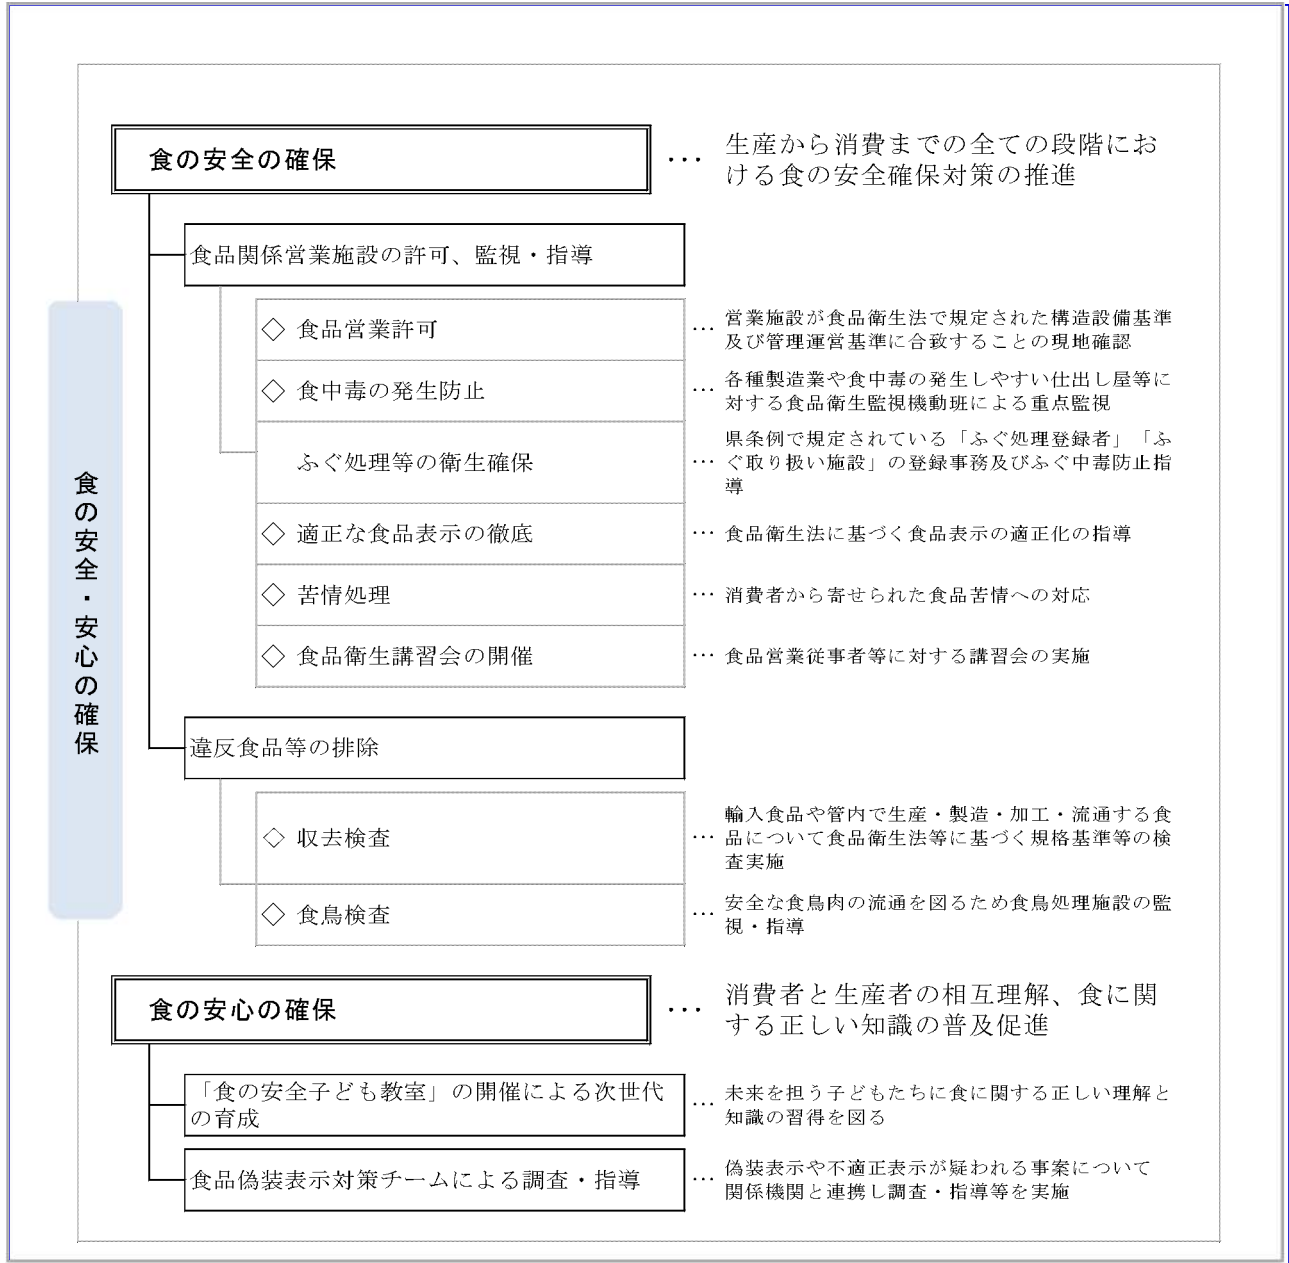 食の安全・安心の確保
食の安全の確保
… 生産から消費までの全ての段階にお
ける食の安全確保対策の推進
食品関係営業施設の許可、監視・指導
◇ 食品営業許可
… 営業施設が食品衛生法で規定された構造設備基準
及び管理運営基準に合致することの現地確認
◇ 食中毒の発生防止
… 各種製造業や食中毒の発生しやすい仕出し屋等に
対する食品衛生監視機動班による重点監視
ふぐ処理等の衛生確保
県条例で規定されている「ふぐ処理登録者」「ふ
… ぐ取り扱い施設」の登録事務及びふぐ中毒防止指
導
◇ 適正な食品表示の徹底
… 食品衛生法に基づく食品表示の適正化の指導
◇ 苦情処理
… 消費者から寄せられた食品苦情への対応
◇ 食品衛生講習会の開催
… 食品営業従事者等に対する講習会の実施
違反食品等の排除
◇ 収去検査
輸入食品や管内で生産・製造・加工・流通する食
… 品について食品衛生法等に基づく規格基準等の検
査実施
◇ 食鳥検査
… 安全な食鳥肉の流通を図るため食鳥処理施設の監
視・指導
食の安心の確保
… 消費者と生産者の相互理解、食に関
する正しい知識の普及促進
「食の安全子ども教室」の開催による次世代
の育成
… 未来を担う子どもたちに食に関する正しい理解と
知識の習得を図る
食品偽装表示対策チームによる調査・指導
… 偽装表示や不適正表示が疑われる事案について
関係機関と連携し調査・指導等を実施